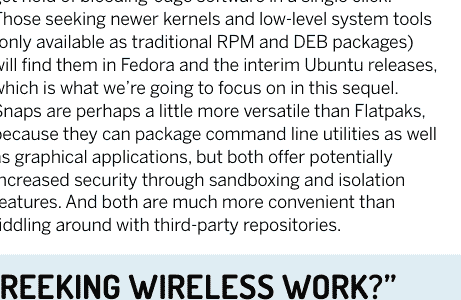 hold of bleeding-edge software in a single click.
Those seeking newer kernels and low-level system tools
only available as traditional RPM and DEB packages)
will find them in Fedora and the interim Ubuntu releases,
which is what we're going to focus on in this sequel.
Snaps are perhaps a little more versatile than Flatpaks,
because they can package command line utilities as well
as graphical applications, but both offer potentially
increased security through sandboxing and isolation
features. And both are much more convenient than
fiddling around with third-party repositories.
REEKING WIRELESS WORK?”